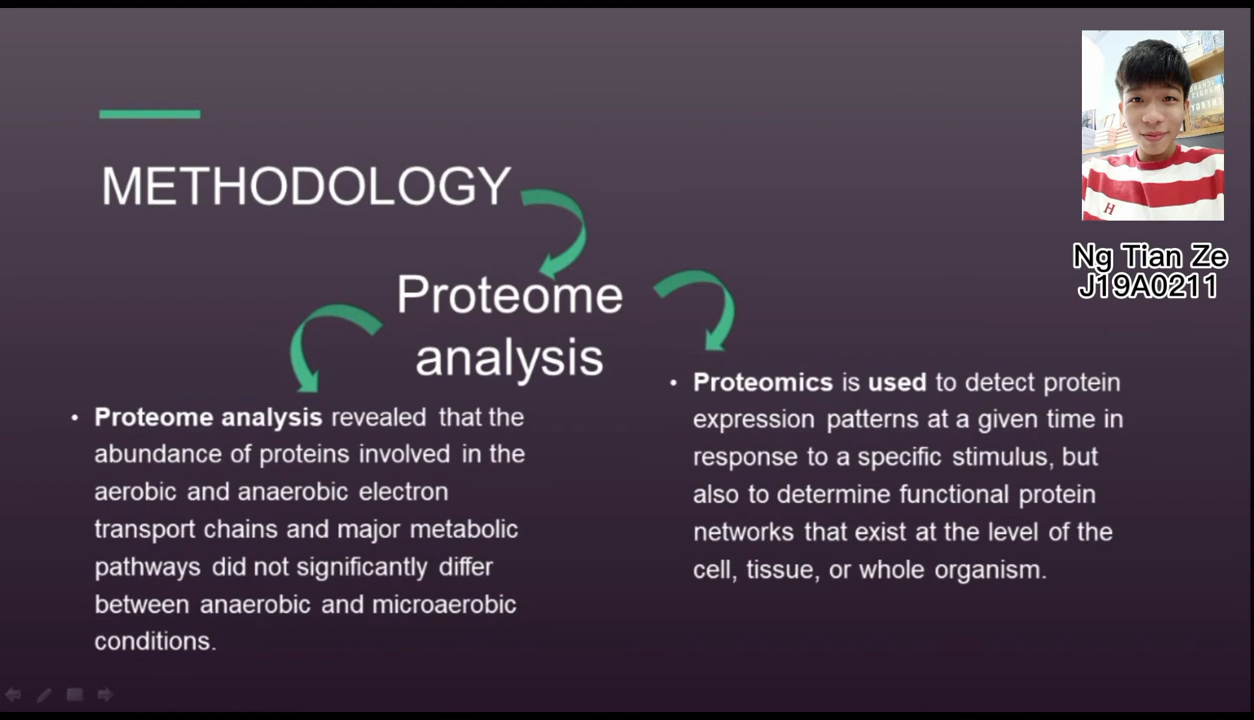 METHODOLOGY
Proteome
analysis
• Proteome analysis revealed that the
abundance of proteins involved in the
aerobic and anaerobic electron
transport chains and major metabolic
pathways did not significantly differ
between anaerobic and microaerobic
conditions.
• Proteomics is used to detect protein
expression patterns at a given time in
response to a specific stimulus, but
also to determine functional protein
networks that exist at the level of the
cell, tissue, or whole organism.
Ng Tian Ze
J19A0211
H